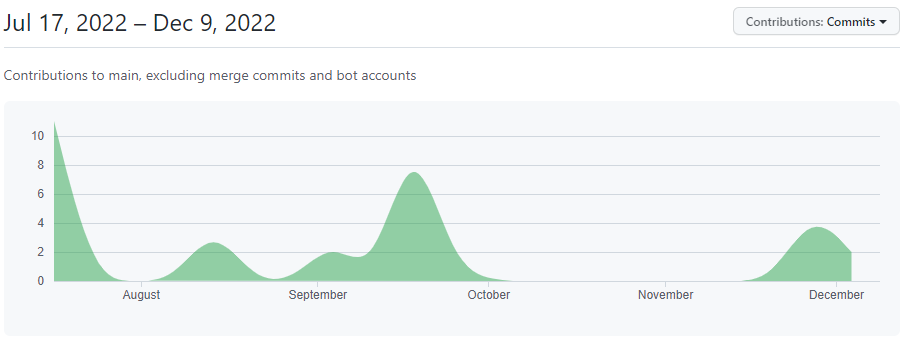 Jul 17, 2022 – Dec 9, 2022
Contributions: Commits
Contributions to main, excluding merge commits and bot accounts
10
8
6
4
2
0
August September October November December